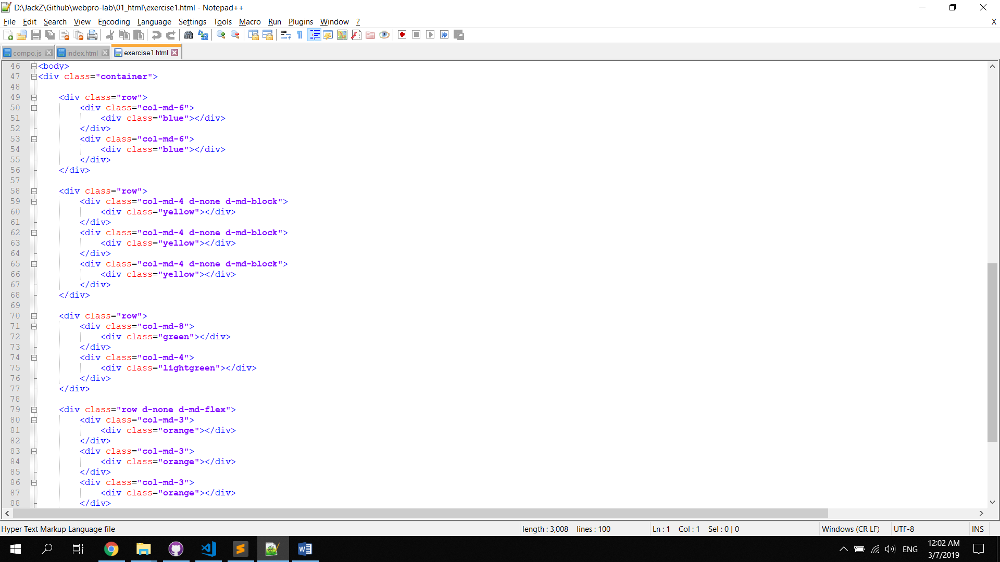 D:\JackZ\Github\webpro-lab\01_html\exercise1.html - Notepad++
File Edit Search View Encoding Language Settings Tools Macro Run Plugins Window ? X
compo.js index.html exercise1.html
46 <body>
47 <div class="container">
48
49     <div class="row">
50         <div class="col-md-6">
51             <div class="blue"></div>
52         </div>
53         <div class="col-md-6">
54             <div class="blue"></div>
55         </div>
56     </div>
57
58     <div class="row">
59         <div class="col-md-4 d-none d-md-block">
60             <div class="yellow"></div>
61         </div>
62         <div class="col-md-4 d-none d-md-block">
63             <div class="yellow"></div>
64         </div>
65         <div class="col-md-4 d-none d-md-block">
66             <div class="yellow"></div>
67         </div>
68     </div>
69
70     <div class="row">
71         <div class="col-md-8">
72             <div class="green"></div>
73         </div>
74         <div class="col-md-4">
75             <div class="lightgreen"></div>
76         </div>
77     </div>
78
79     <div class="row d-none d-md-flex">
80         <div class="col-md-3">
81             <div class="orange"></div>
82         </div>
83         <div class="col-md-3">
84             <div class="orange"></div>
85         </div>
86         <div class="col-md-3">
87             <div class="orange"></div>
88         </div>
Hyper Text Markup Language file length : 3,008 lines : 100 Ln : 1 Col : 1 Sel : 0 | 0 Windows (CR LF) UTF-8 INS
ENG 12:02 AM
3/7/2019